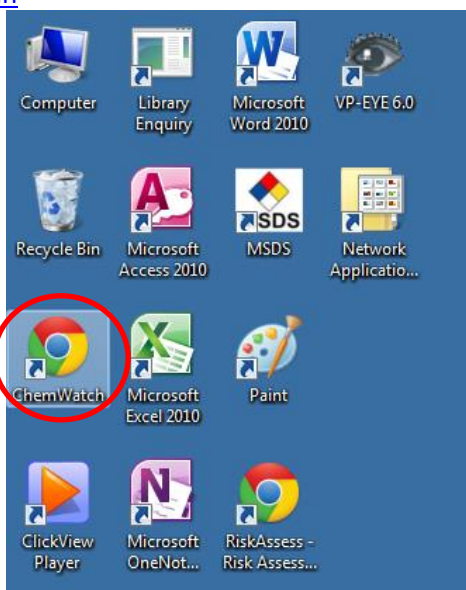 Computer
Library
Enquiry
Microsoft
Word 2010
VP-EYE 6.0
Recycle Bin
Microsoft
Access 2010
SDS
MSDS
Network
Applicatio...
ChemWatch
Microsoft
Excel 2010
Paint
ClickView
Player
Microsoft
OneNot...
RiskAssess -
Risk Assess...